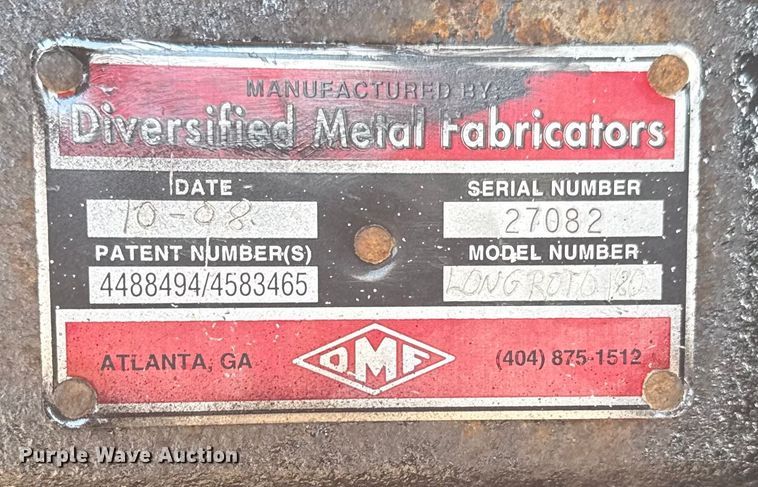 MANUFACTURED BY:
Diversified Metal Fabricators
DATE
10-08
SERIAL NUMBER
27082
PATENT NUMBER(S)
4488494/4583465
MODEL NUMBER
LONG ROTO 180
ATLANTA, GA
DMF
(404) 875-1512
Purple Wave Auction